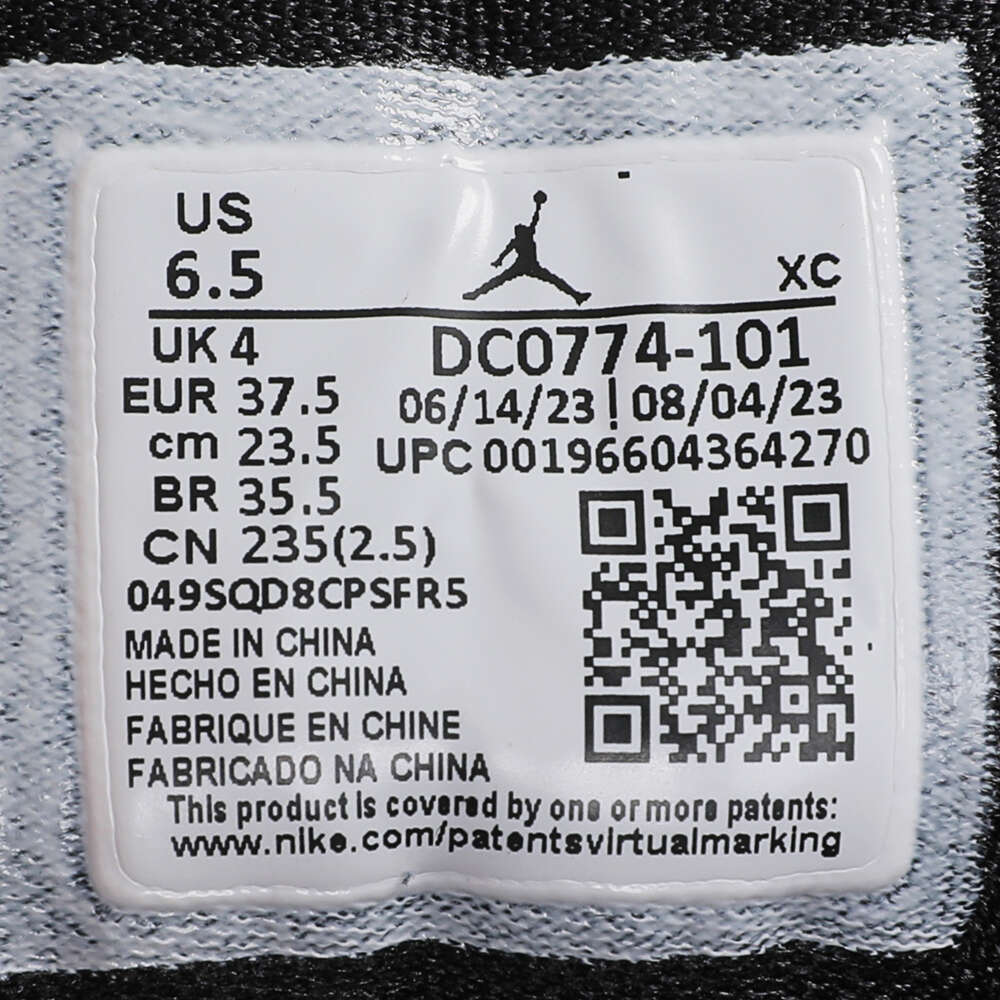 US
6.5
XC
UK 4
EUR 37.5
cm 23.5
BR 35.5
CN 235(2.5)
049SQD8CPSFR5
DC0774-101
06/14/23 | 08/04/23
UPC 00196604364270
MADE IN CHINA
HECHO EN CHINA
FABRIQUE EN CHINE
FABRICADO NA CHINA
This product is covered by one or more patents:
www.nike.com/patentsvirtualmarking